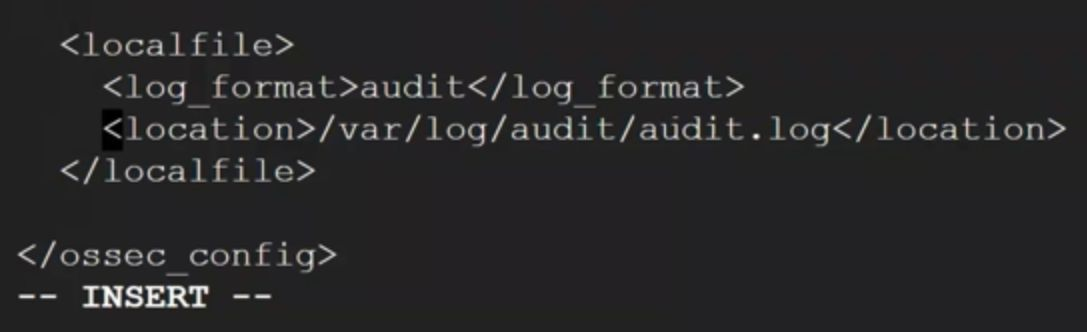 <localfile>
<log_format>audit</log_format>
<location>/var/log/audit/audit.log</location>
</localfile>
</ossec_config>
-- INSERT --